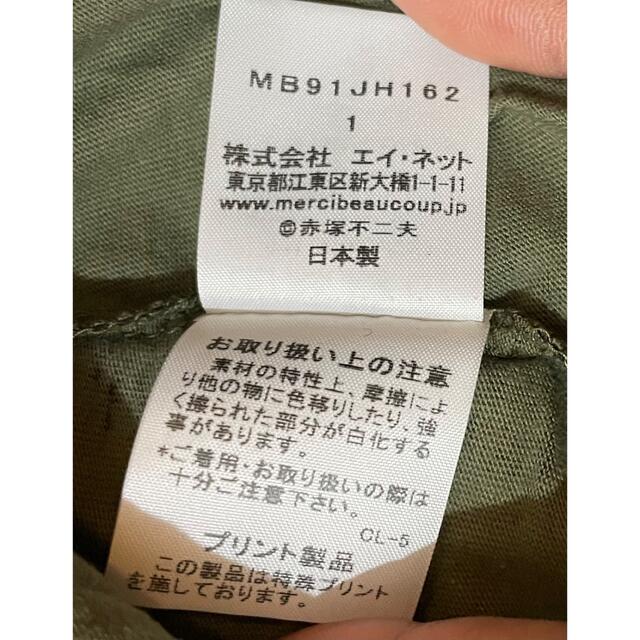 MB91JH162
1
株式会社 エイ・ネット
東京都江東区新大橋1-1-11
www.mercibeaucoup.jp
©赤塚不二夫
日本製
お取り扱い上の注意
素材の特性上、摩擦によ
り他の物に色移りしたり、強
く擦られた部分が白化する
事があります。
*ご着用・お取り扱いの際は
十分ご注意下さい。
CL-5
プリント製品
この製品は特殊プリント
を施しております。